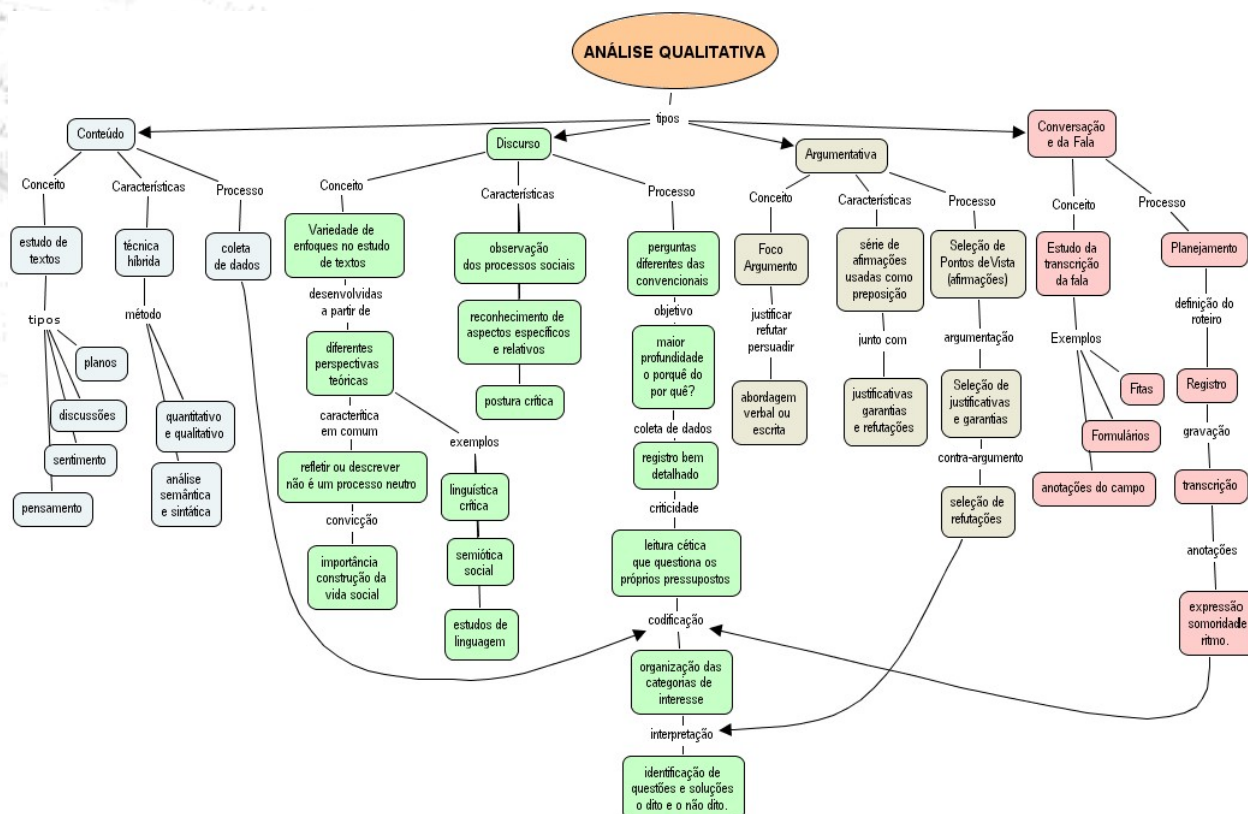 ANÁLISE QUALITATIVA
tipos
Conteúdo
Conceito
estudo de
textos
tipos
planos
discussões
sentimento
pensamento
Características
técnica
híbrida
método
quantitativo
e qualitativo
análise
semântica
e sintática
Processo
coleta
de dados
Discurso
Conceito
Variedade de
enfoques no estudo
de textos
desenvolvidas
a partir de
diferentes
perspectivas
teóricas
caracterítica
em comum
refletir ou descrever
não é um processo neutro
convicção
importância
construção da
vida social
exemplos
linguística
crítica
semiótica
social
estudos de
linguagem
Características
observação
dos processos sociais
reconhecimento de
aspectos específicos
e relativos
postura crítica
Processo
perguntas
diferentes das
convencionais
objetivo
maior
profundidade
o porquê do
por quê?
coleta de dados
registro bem
detalhado
criticidade
leitura cética
que questiona os
próprios pressupostos
codificação
organização das
categorias de
interesse
interpretação
identificação de
questões e soluções
o dito e o não dito.
Argumentativa
Conceito
Foco
Argumento
justificar
refutar
persuadir
abordagem
verbal ou
escrita
Características
série de
afirmações
usadas como
preposição
junto com
justificativas
garantias
e refutações
Processo
Seleção de
Pontos de Vista
(afirmações)
argumentação
Seleção de
justificativas
e garantias
contra-argumento
seleção de
refutações
Conversação
e da Fala
Conceito
Estudo da
transcrição
da fala
Exemplos
Fitas
Formulários
anotações do campo
Processo
Planejamento
definição do
roteiro
Registro
gravação
transcrição
anotações
expressão
somoridade
ritmo.